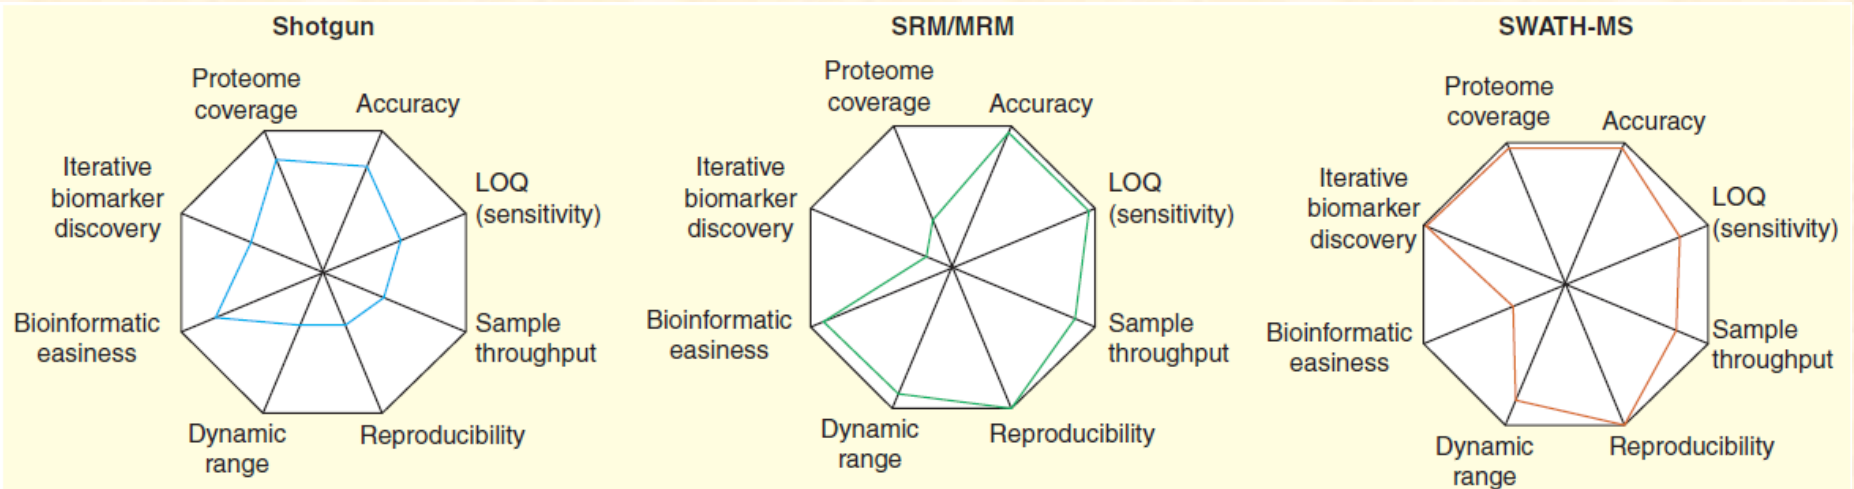 Shotgun
Proteome
coverage
Accuracy
Iterative
biomarker
discovery
LOQ
(sensitivity)
Bioinformatic
easiness
Sample
throughput
Dynamic
range
Reproducibility
SRM/MRM
Proteome
coverage
Accuracy
Iterative
biomarker
discovery
LOQ
(sensitivity)
Bioinformatic
easiness
Sample
throughput
Dynamic
range
Reproducibility
SWATH-MS
Proteome
coverage
Accuracy
Iterative
biomarker
discovery
LOQ
(sensitivity)
Bioinformatic
easiness
Sample
throughput
Dynamic
range
Reproducibility